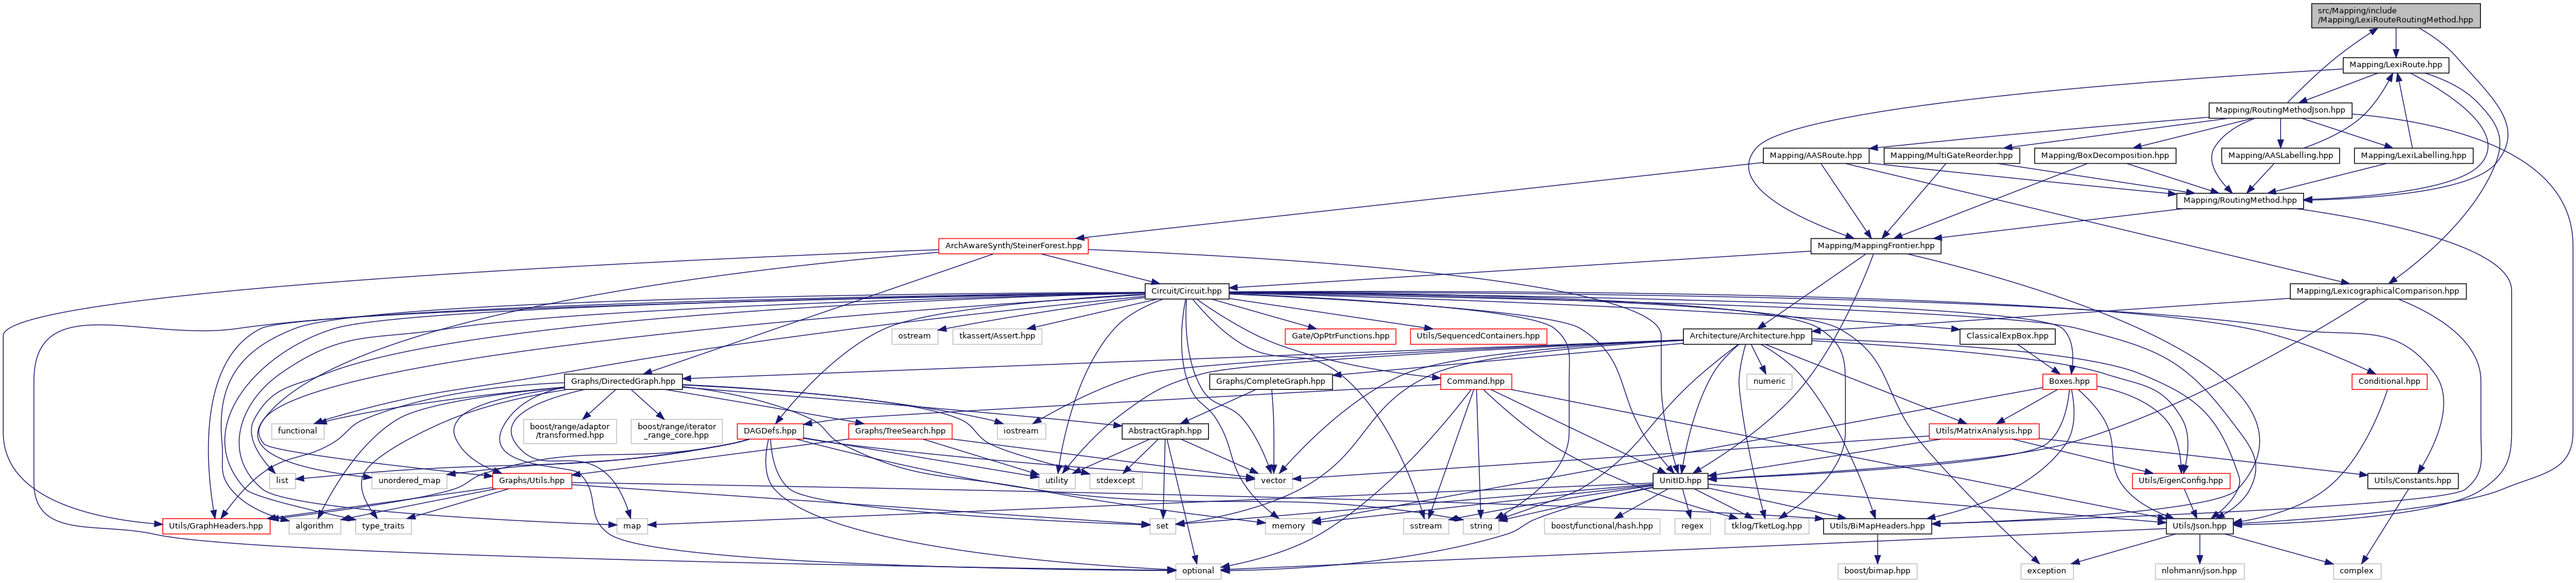 src/Mapping/include
/Mapping/LexiRouteRoutingMethod.hpp
Mapping/LexiRoute.hpp
Mapping/RoutingMethodJson.hpp
Mapping/AASRoute.hpp
Mapping/MultiGateReorder.hpp
Mapping/BoxDecomposition.hpp
Mapping/AASLabelling.hpp
Mapping/LexiLabelling.hpp
Mapping/RoutingMethod.hpp
ArchAwareSynth/SteinerForest.hpp
Mapping/MappingFrontier.hpp
Circuit/Circuit.hpp
Mapping/LexicographicalComparison.hpp
ostream
tkassert/Assert.hpp
Gate/OpPtrFunctions.hpp
Utils/SequencedContainers.hpp
Architecture/Architecture.hpp
ClassicalExpBox.hpp
Graphs/DirectedGraph.hpp
Graphs/CompleteGraph.hpp
Command.hpp
numeric
Boxes.hpp
Conditional.hpp
functional
boost/range/adaptor
/transformed.hpp
boost/range/iterator
_range_core.hpp
DAGDefs.hpp
Graphs/TreeSearch.hpp
iostream
AbstractGraph.hpp
Utils/MatrixAnalysis.hpp
list
unordered_map
Graphs/Utils.hpp
utility
stdexcept
vector
UnitID.hpp
Utils/EigenConfig.hpp
Utils/Constants.hpp
Utils/GraphHeaders.hpp
algorithm
type_traits
map
set
memory
sstream
string
boost/functional/hash.hpp
regex
tklog/TketLog.hpp
Utils/BiMapHeaders.hpp
Utils/Json.hpp
optional
boost/bimap.hpp
exception
nlohmann/json.hpp
complex